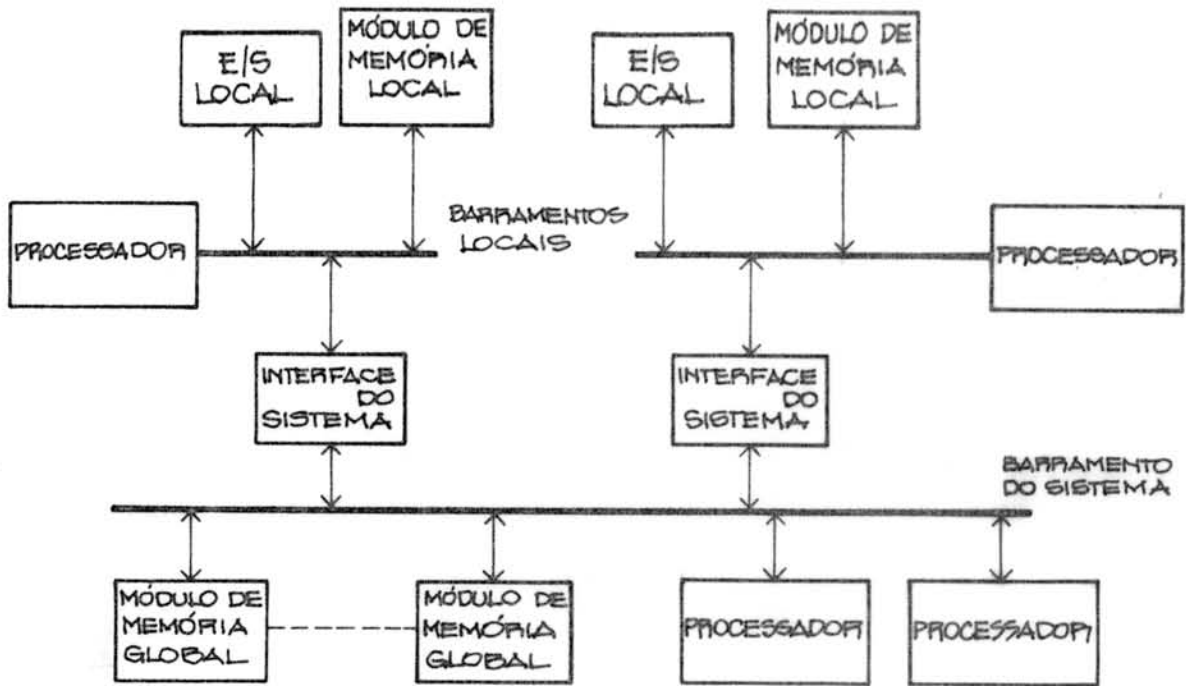 E/S
LOCAL
MÓDULO DE
MEMÓRIA
LOCAL
E/S
LOCAL
MÓDULO DE
MEMÓRIA
LOCAL
PROCESSADOR
BARRAMENTOS
LOCAIS
PROCESSADOR
INTERFACE
DO
SISTEMA
INTERFACE
DO
SISTEMA
BARRAMENTO
DO SISTEMA
MÓDULO DE
MEMÓRIA
GLOBAL
MÓDULO DE
MEMÓRIA
GLOBAL
PROCESSADOR
PROCESSADOR